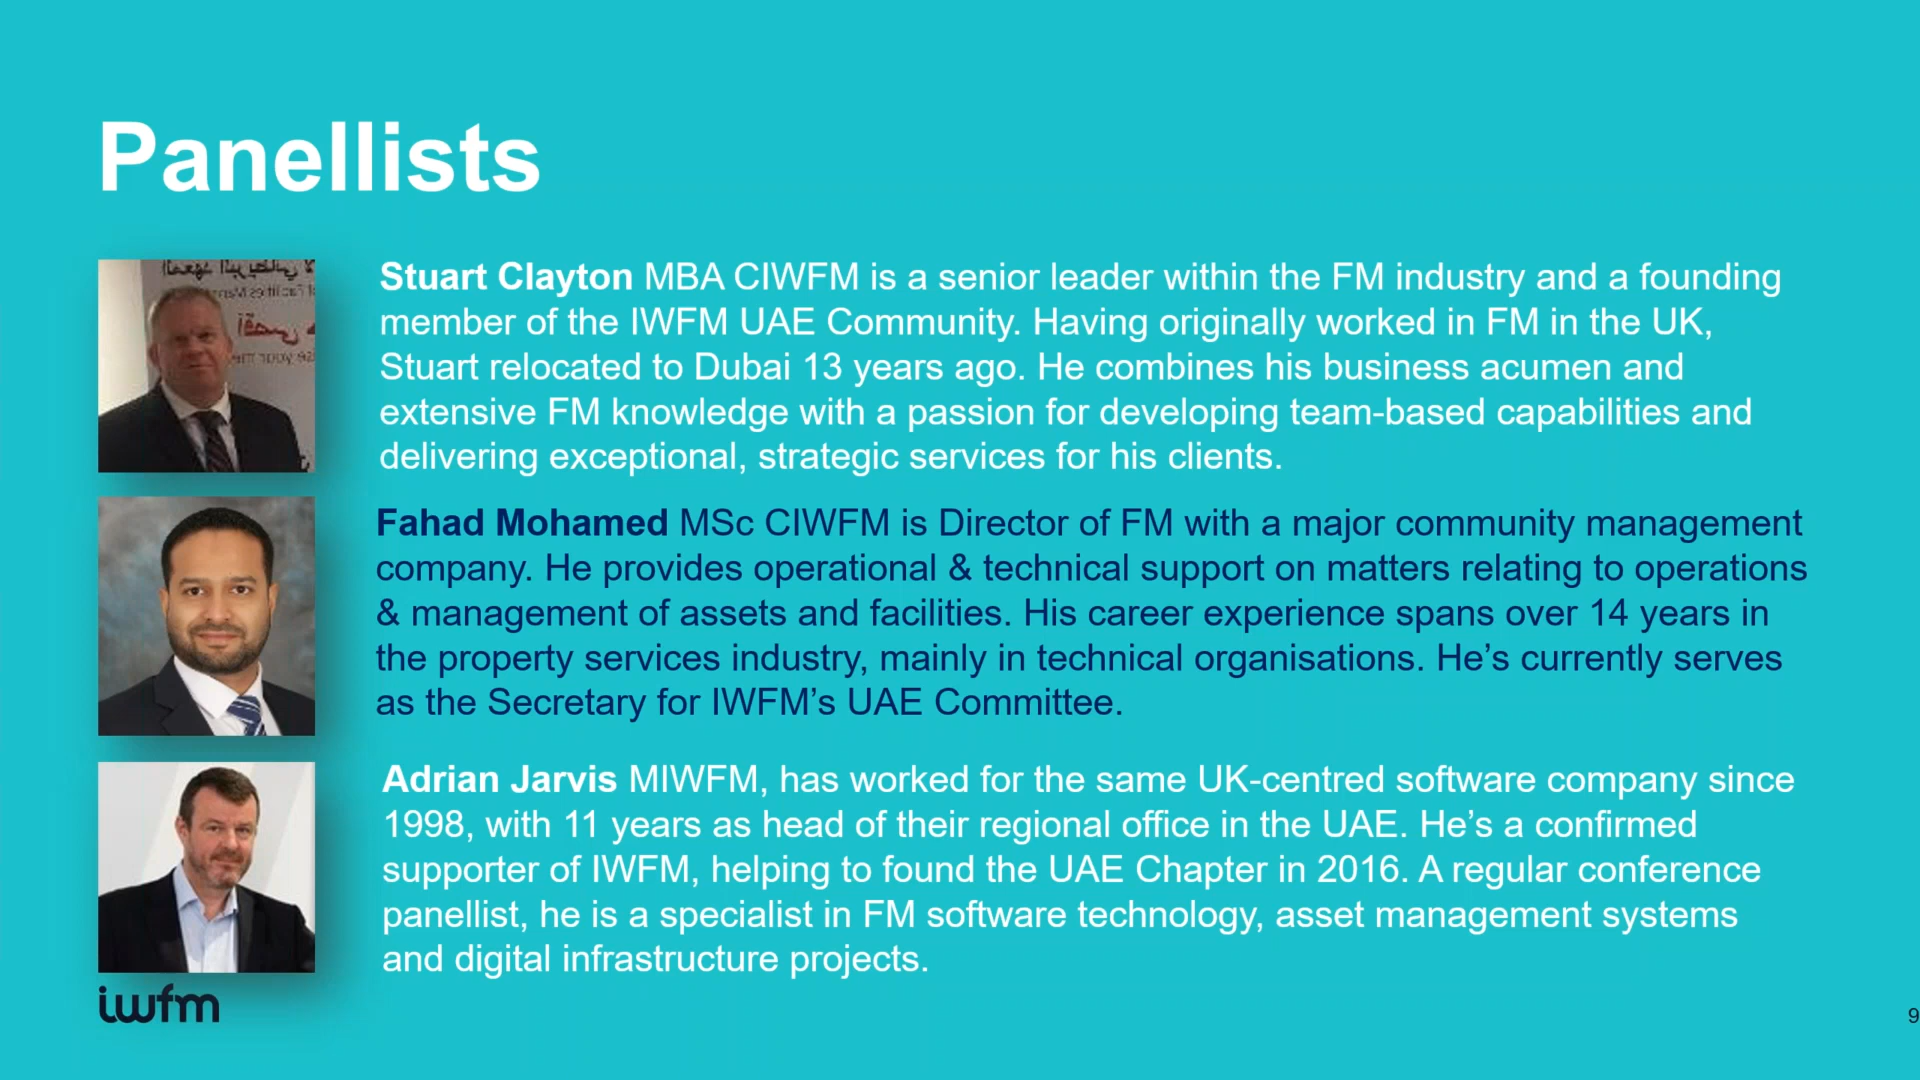 Panellists
Stuart Clayton MBA CIWFM is a senior leader within the FM industry and a founding
member of the IWFM UAE Community. Having originally worked in FM in the UK,
Stuart relocated to Dubai 13 years ago. He combines his business acumen and
extensive FM knowledge with a passion for developing team-based capabilities and
delivering exceptional, strategic services for his clients.
Fahad Mohamed MSc CIWFM is Director of FM with a major community management
company. He provides operational & technical support on matters relating to operations
& management of assets and facilities. His career experience spans over 14 years in
the property services industry, mainly in technical organisations. He’s currently serves
as the Secretary for IWFM’s UAE Committee.
Adrian Jarvis MIWFM, has worked for the same UK-centred software company since
1998, with 11 years as head of their regional office in the UAE. He’s a confirmed
supporter of IWFM, helping to found the UAE Chapter in 2016. A regular conference
panellist, he is a specialist in FM software technology, asset management systems
and digital infrastructure projects.
iwfm
9